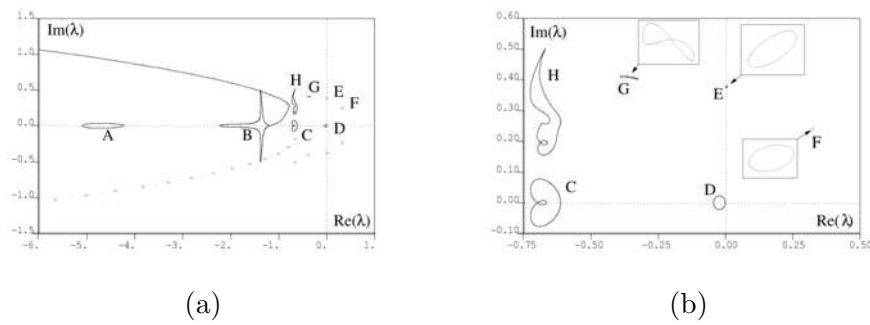 Im(λ)
1.5
1.0
0.5
0.0
-0.5
-1.0
-1.5
-6.
-5.
-4.
-3.
-2.
-1.
0.
1.
Re(λ)
A
B
C
D
E
F
G
H
(a)
Im(λ)
0.60
0.50
0.40
0.30
0.20
0.10
0.00
-0.10
-0.75
-0.50
-0.25
0.00
0.25
0.50
Re(λ)
H
G
E
F
C
D
(b)